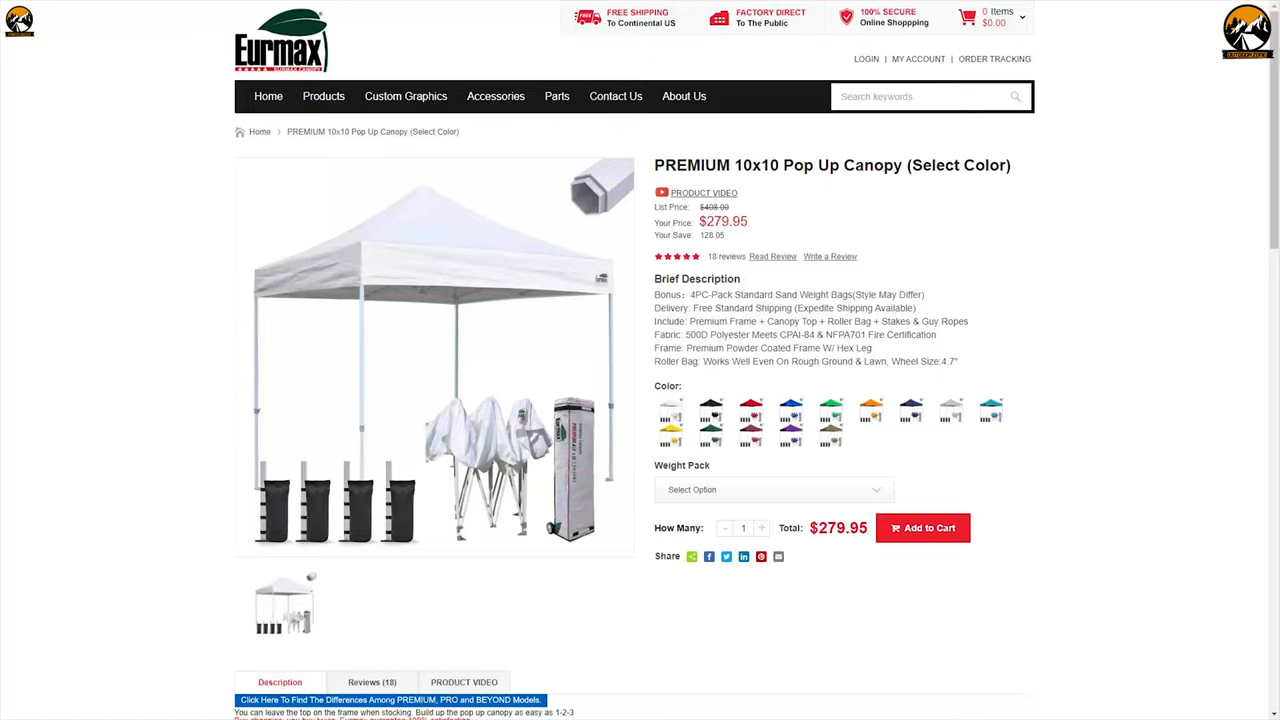 Eurmax
EURMAX CANOPY
FREE
FREE SHIPPING
To Continental US
FACTORY DIRECT
To The Public
100% SECURE
Online Shoppping
0 Items
$0.00
LOGIN | MY ACCOUNT | ORDER TRACKING
Home Products Custom Graphics Accessories Parts Contact Us About Us
Search keywords
Home > PREMIUM 10x10 Pop Up Canopy (Select Color)
Eurmax
PREMIUM 10x10 Pop Up Canopy (Select Color)
PRODUCT VIDEO
List Price: $408.00
Your Price: $279.95
Your Save: 128.05
18 reviews Read Review Write a Review
Brief Description
Bonus：4PC-Pack Standard Sand Weight Bags(Style May Differ)
Delivery: Free Standard Shipping (Expedite Shipping Available)
Include: Premium Frame + Canopy Top + Roller Bag + Stakes & Guy Ropes
Fabric: 500D Polyester Meets CPAI-84 & NFPA701 Fire Certification
Frame: Premium Powder Coated Frame W/ Hex Leg
Roller Bag: Works Well Even On Rough Ground & Lawn, Wheel Size:4.7"
Color:
Weight Pack
Select Option
How Many: - 1 + Total: $279.95 Add to Cart
Share
Description Reviews (18) PRODUCT VIDEO
Click Here To Find The Differences Among PREMIUM, PRO and BEYOND Models.
You can leave the top on the frame when stocking. Build up the pop up canopy as easy as 1-2-3